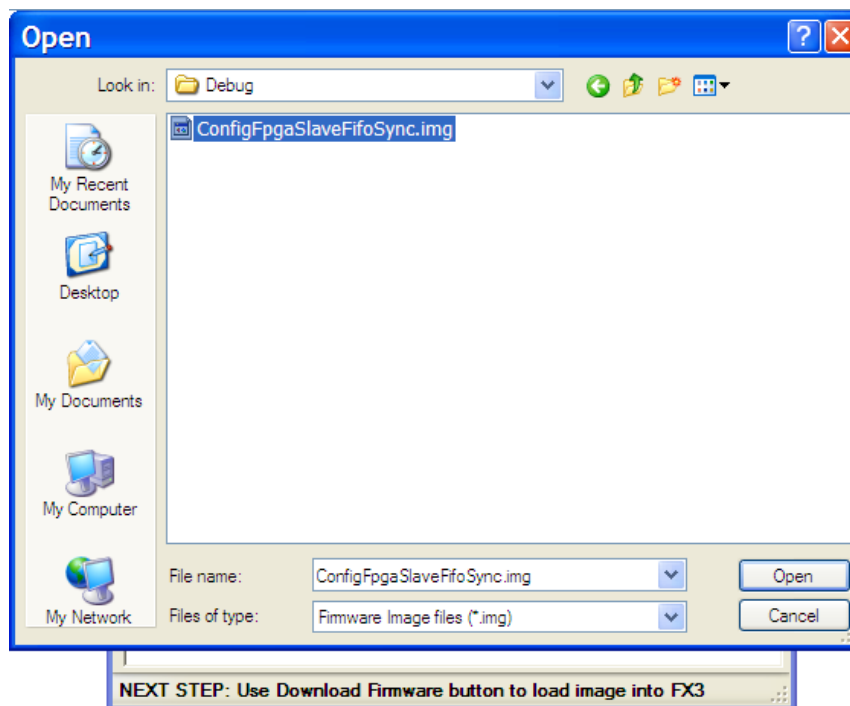 Open
Look in:
Debug
ConfigFpgaSlaveFifoSync.img
My Recent
Documents
Desktop
My Documents
My Computer
My Network
File name:
ConfigFpgaSlaveFifoSync.img
Open
Files of type:
Firmware Image files (*.img)
Cancel
NEXT STEP: Use Download Firmware button to load image into FX3